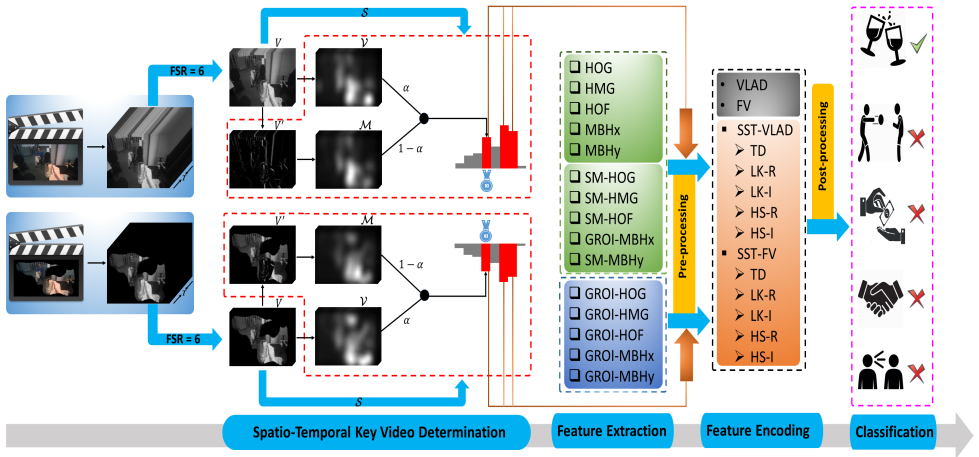 S
V
𝒱
FSR = 6
α
V'
ℳ
1 − α
T
V'
ℳ
1 − α
V
𝒱
α
T
FSR = 6
S
HOG
HMG
HOF
MBHx
MBHy
SM-HOG
SM-HMG
SM-HOF
GROI-MBHx
SM-MBHy
GROI-HOG
GROI-HMG
GROI-HOF
GROI-MBHx
GROI-MBHy
Pre-processing
• VLAD
• FV
▪ SST-VLAD
➢ TD
➢ LK-R
➢ LK-I
➢ HS-R
➢ HS-I
▪ SST-FV
➢ TD
➢ LK-R
➢ LK-I
➢ HS-R
➢ HS-I
Post-processing
Spatio-Temporal Key Video Determination
Feature Extraction
Feature Encoding
Classification